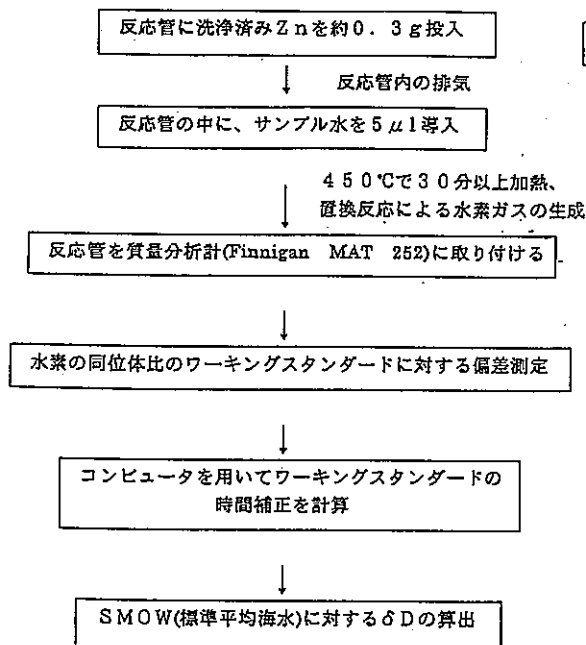 反応管に洗浄済みZnを約0．3g投入
反応管内の排気
反応管の中に、サンプル水を5μl導入
450℃で30分以上加熱、
置換反応による水素ガスの生成
反応管を質量分析計(Finnigan MAT 252)に取り付ける
水素の同位体比のワーキングスタンダードに対する偏差測定
コンピュータを用いてワーキングスタンダードの
時間補正を計算
SMOW(標準平均海水)に対するδDの算出